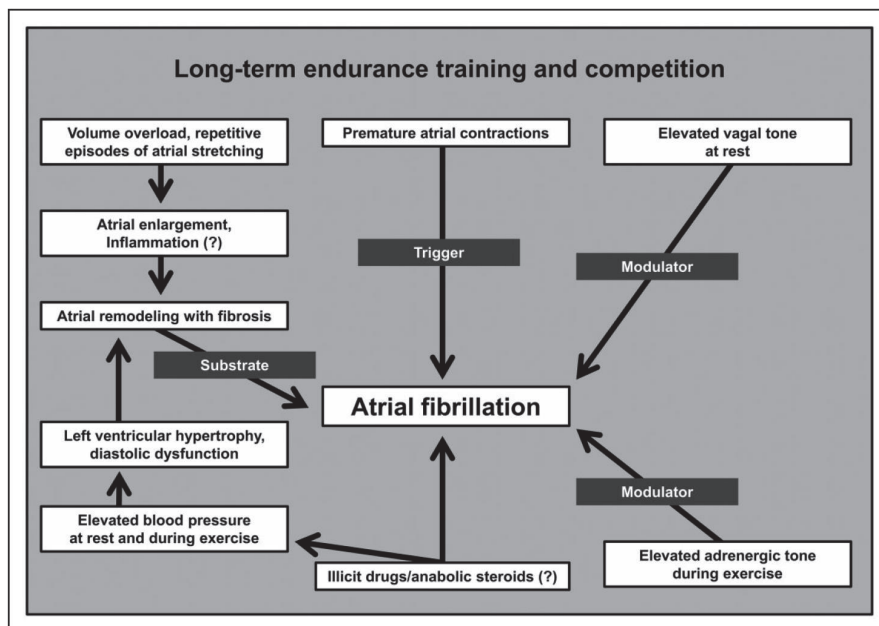 Long-term endurance training and competition
Volume overload, repetitive
episodes of atrial stretching
Premature atrial contractions
Elevated vagal tone
at rest
Atrial enlargement,
Inflammation (?)
Trigger
Modulator
Atrial remodeling with fibrosis
Substrate
Atrial fibrillation
Left ventricular hypertrophy,
diastolic dysfunction
Modulator
Elevated blood pressure
at rest and during exercise
Illicit drugs/anabolic steroids (?)
Elevated adrenergic tone
during exercise